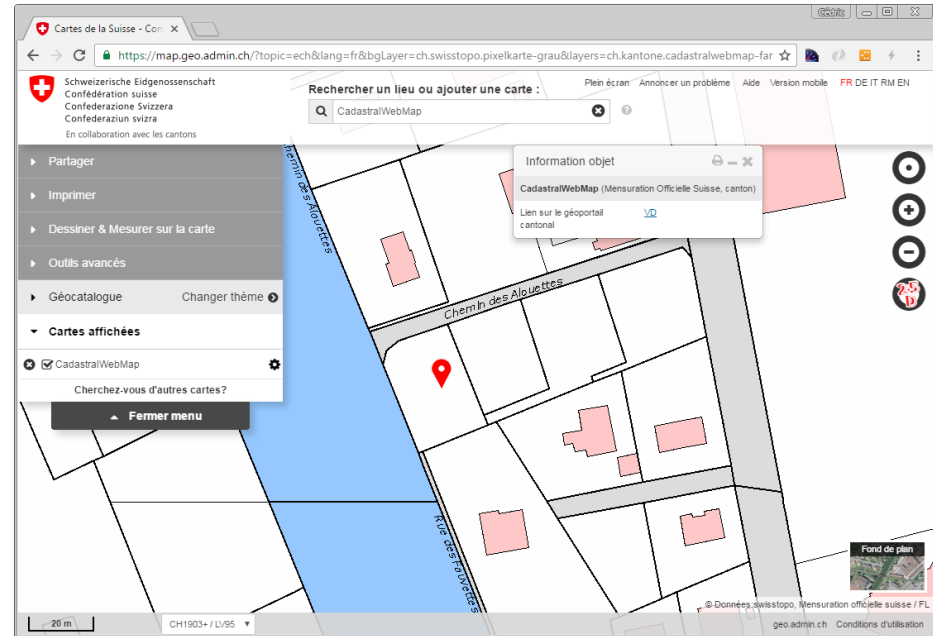 Cédric
Cartes de la Suisse - Con
https://map.geo.admin.ch/?topic=ech&lang=fr&bgLayer=ch.swisstopo.pixelkarte-grau&layers=ch.kantone.cadastralwebmap-far
Schweizerische Eidgenossenschaft
Confédération suisse
Confederazione Svizzera
Confederaziun svizra
En collaboration avec les cantons
Rechercher un lieu ou ajouter une carte :
CadastralWebMap
Plein écran Annoncer un problème Aide Version mobile FR DE IT RM EN
Partager
Imprimer
Dessiner & Mesurer sur la carte
Outils avancés
Géocatalogue Changer thème
Cartes affichées
CadastralWebMap
Cherchez-vous d'autres cartes?
Fermer menu
Information objet
CadastralWebMap (Mensuration Officielle Suisse, canton)
Lien sur le géoportail VD
cantonal
Chemin des Alouettes
Chemin des Alouettes
Rue des Fauvettes
2.5
D
Fond de plan
© Données:swisstopo, Mensuration officielle suisse / FL
20 m
CH1903+ / LV95
geo.admin.ch Conditions d'utilisation